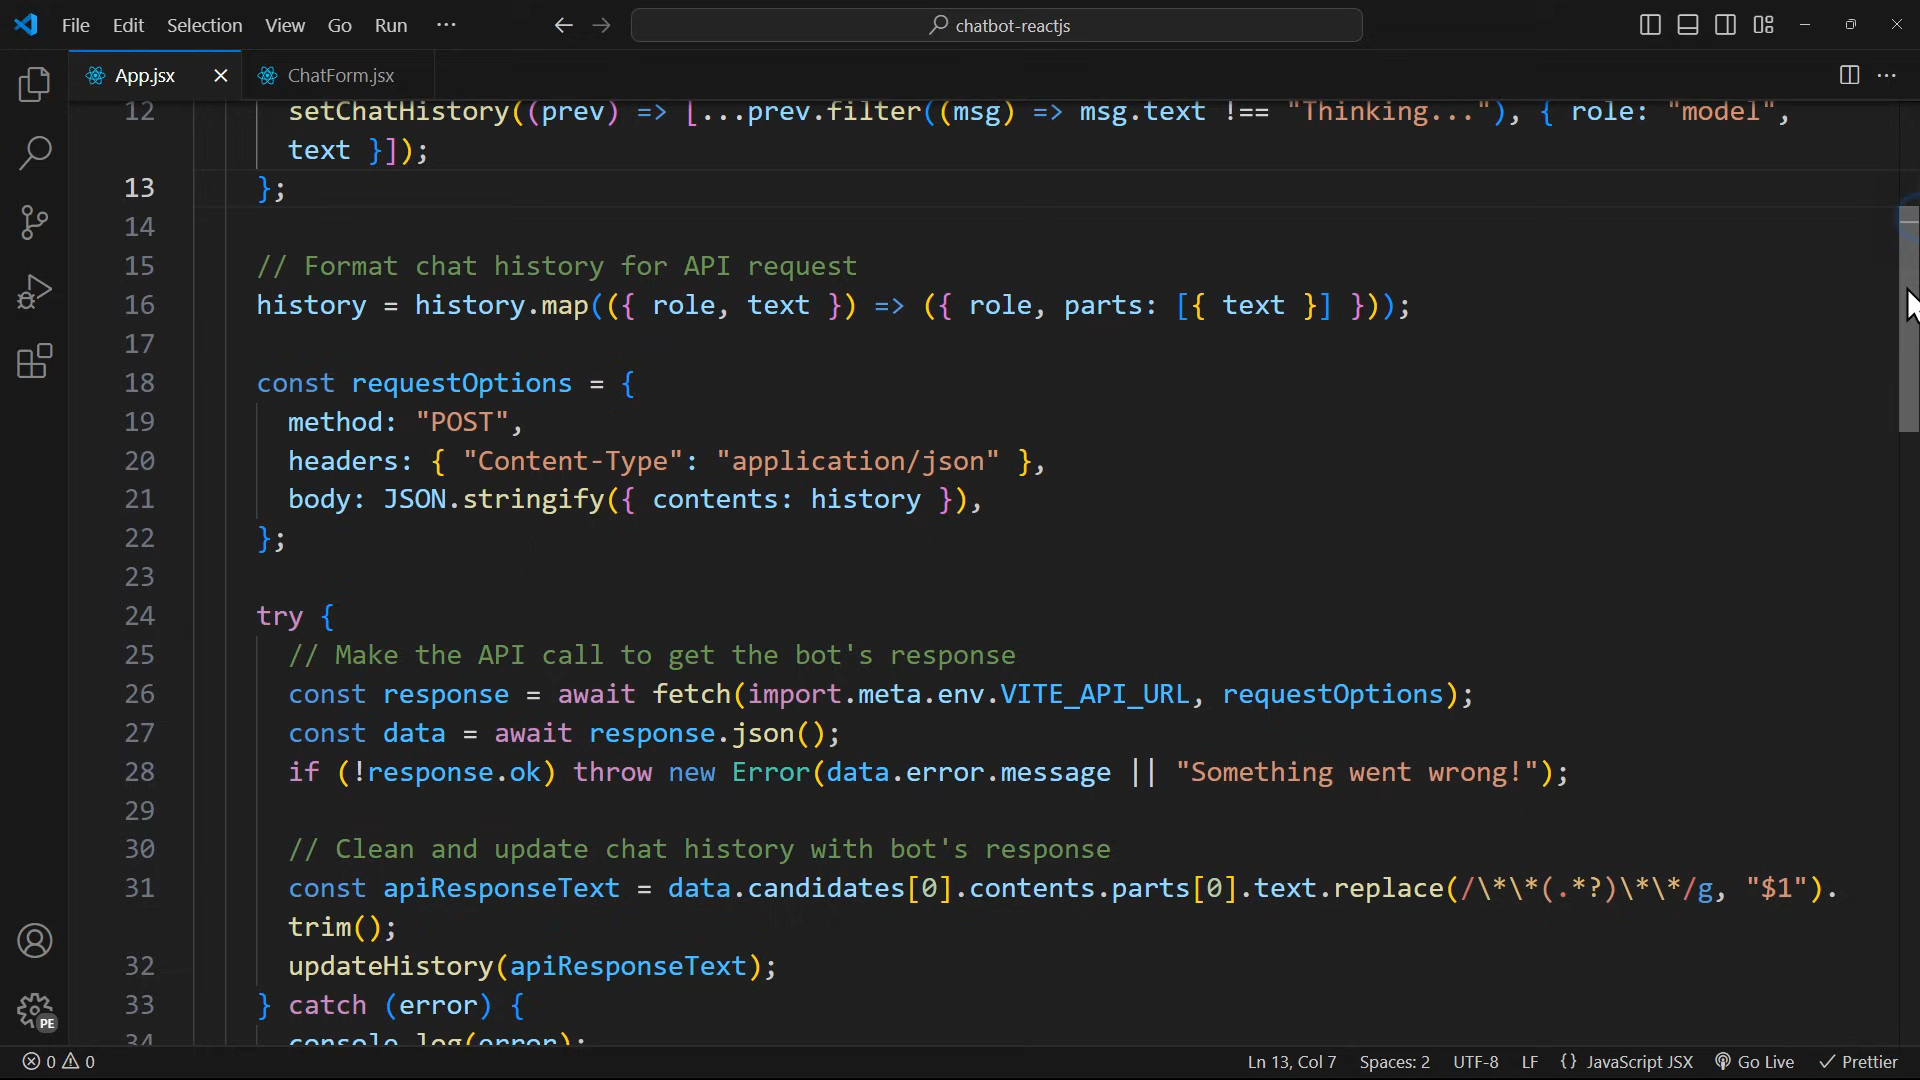 File Edit Selection View Go Run ···
chatbot-reactjs
App.jsx
ChatForm.jsx
12 setChatHistory((prev) => [...prev.filter((msg) => msg.text !== "Thinking..."), { role: "model",
text }]);
13 };
14
15 // Format chat history for API request
16 history = history.map(({ role, text }) => ({ role, parts: [{ text }] }));
17
18 const requestOptions = {
19 method: "POST",
20 headers: { "Content-Type": "application/json" },
21 body: JSON.stringify({ contents: history }),
22 };
23
24 try {
25 // Make the API call to get the bot's response
26 const response = await fetch(import.meta.env.VITE_API_URL, requestOptions);
27 const data = await response.json();
28 if (!response.ok) throw new Error(data.error.message || "Something went wrong!");
29
30 // Clean and update chat history with bot's response
31 const apiResponseText = data.candidates[0].contents.parts[0].text.replace(/\*\*(.*?)\*\*/g, "$1").
trim();
32 updateHistory(apiResponseText);
33 } catch (error) {
34 console.log(error);
PE
0 0
Ln 13, Col 7 Spaces: 2 UTF-8 LF {} JavaScript JSX Go Live Prettier